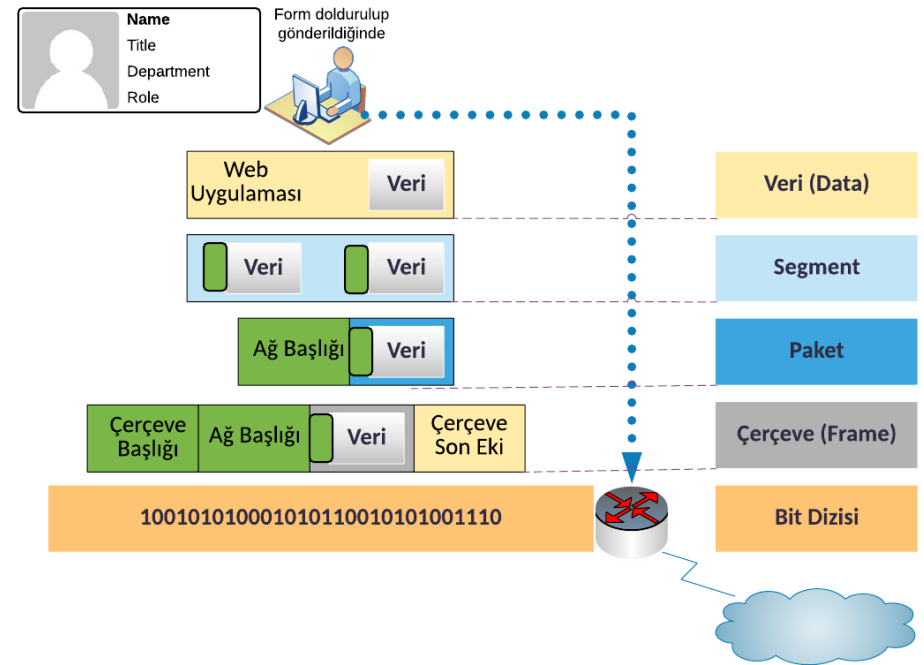 Name
Title
Department
Role
Form doldurulup
gönderildiğinde
Web
Uygulaması
Veri
Veri (Data)
Veri
Veri
Segment
Ağ Başlığı
Veri
Paket
Çerçeve
Başlığı
Ağ Başlığı
Veri
Çerçeve
Son Eki
Çerçeve (Frame)
100101010001010110010101001110
Bit Dizisi